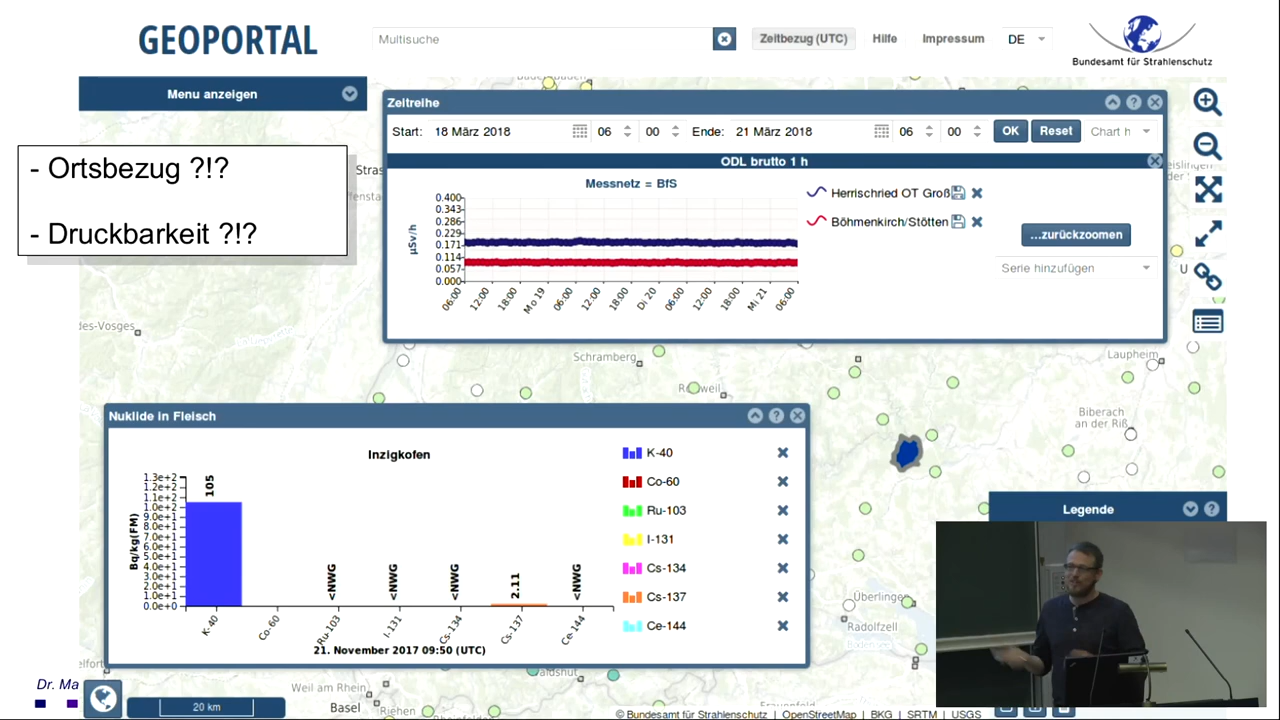 GEOPORTAL
Multisuche
Zeitbezug (UTC)
Hilfe
Impressum
DE
Bundesamt für Strahlenschutz
Menu anzeigen
- Ortsbezug ?!?
- Druckbarkeit ?!?
Stras
des-Vosges
Zeitreihe
Start: 18 März 2018 06 00 Ende: 21 März 2018 06 00 OK Reset Chart h
ODL brutto 1 h
Messnetz = BfS
µSv/h
0.400
0.343
0.286
0.229
0.171
0.114
0.057
0.000
06:00
12:00
18:00
Mo 19
06:00
12:00
18:00
Di 20
06:00
12:00
18:00
Mi 21
06:00
Herrischried OT Groß
Böhmenkirch/Stötten
...zurückzoomen
Serie hinzufügen
U
Schramberg
Laupheim
Biberach
an der Riß
Nuklide in Fleisch
Inzigkofen
Bq/kg(FM)
1.3e+2
1.2e+2
1.1e+2
1.0e+2
9.0e+1
8.0e+1
7.0e+1
6.0e+1
5.0e+1
4.0e+1
3.0e+1
2.0e+1
1.0e+1
0.0e+0
105
<NWG
<NWG
<NWG
2.11
<NWG
K-40
Co-60
Ru-103
I-131
Cs-134
Cs-137
Ce-144
21. November 2017 09:50 (UTC)
K-40
Co-60
Ru-103
I-131
Cs-134
Cs-137
Ce-144
Legende
Überlingen
Radolfzell
Dr. Ma
Weil am Rhein
Basel
Riehen
20 km
© Bundesamt für Strahlenschutz | OpenStreetMap | BKG | SRTM | USGS